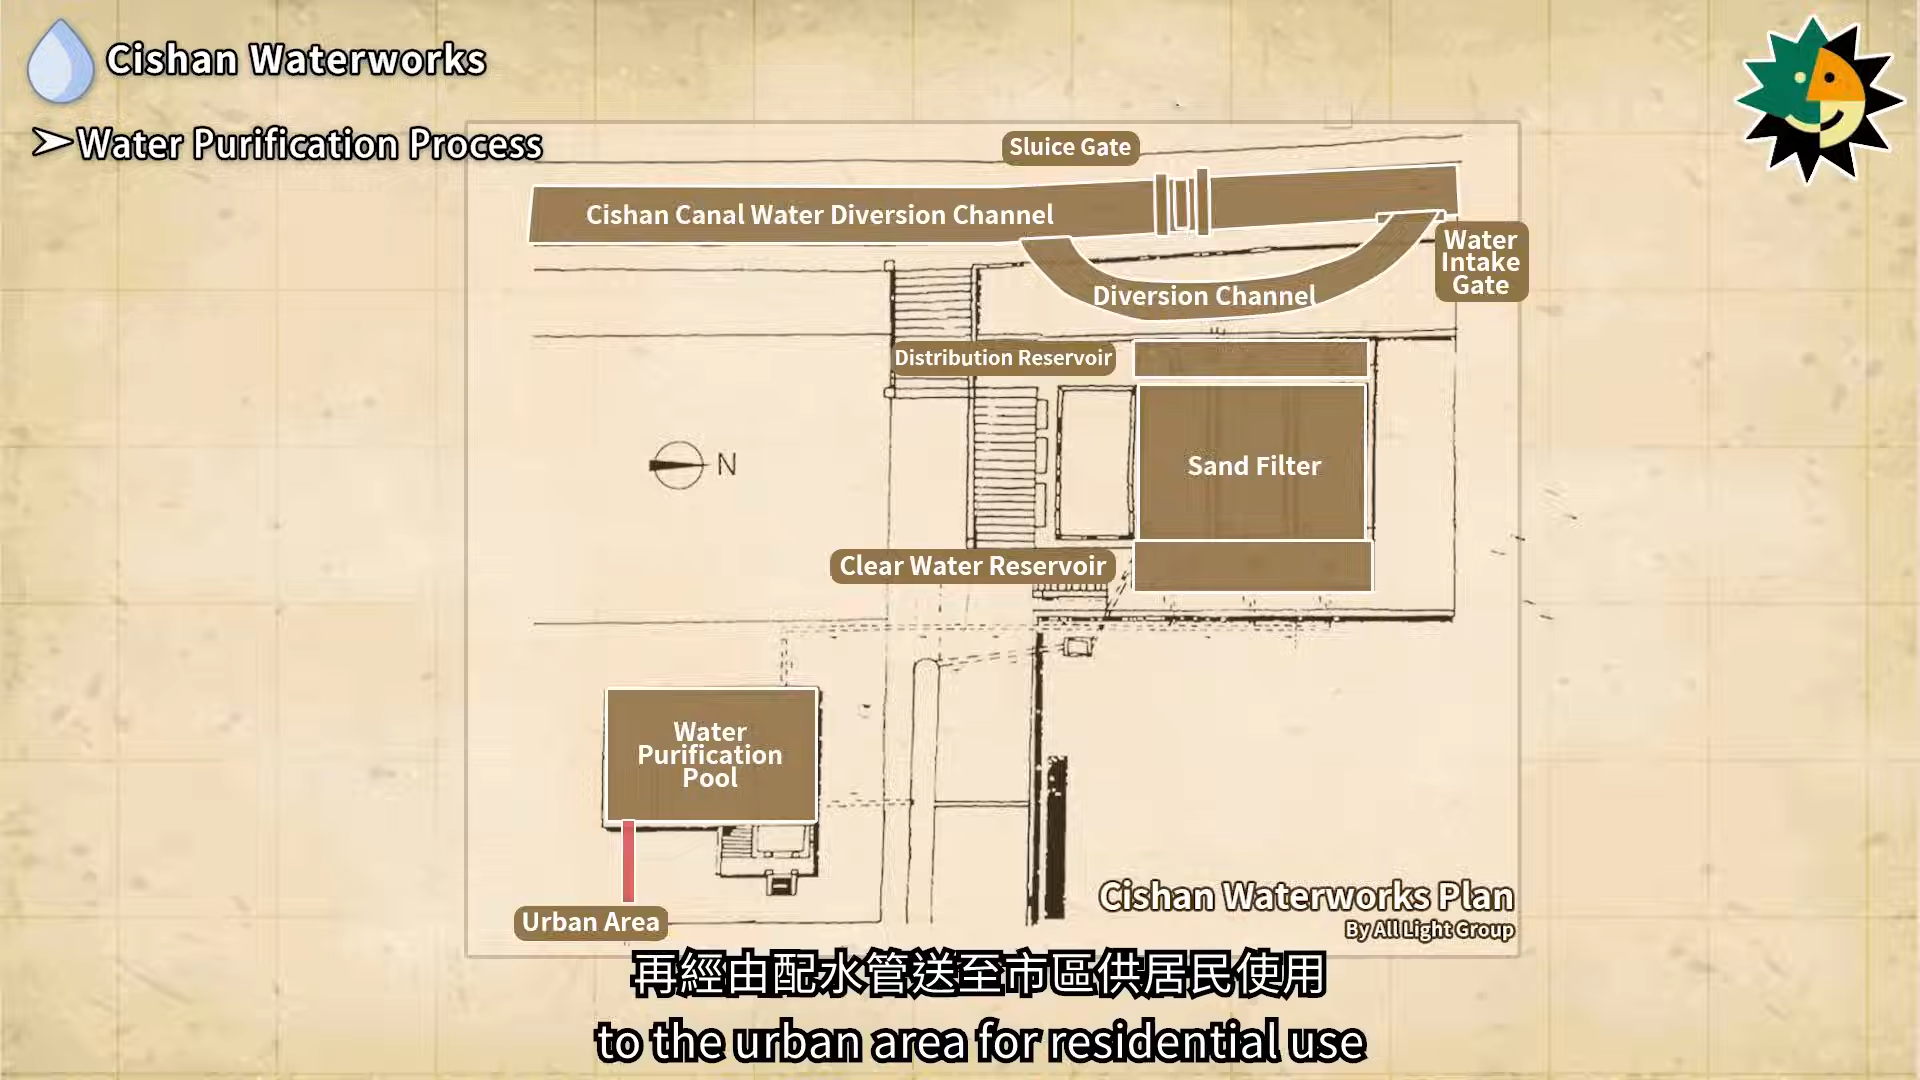 Cishan Waterworks
Water Purification Process
Sluice Gate
Cishan Canal Water Diversion Channel
Water
Intake
Gate
Diversion Channel
Distribution Reservoir
N
Sand Filter
Clear Water Reservoir
Water
Purification
Pool
Urban Area
Cishan Waterworks Plan
By All Light Group
再經由配水管送至市區供居民使用
to the urban area for residential use